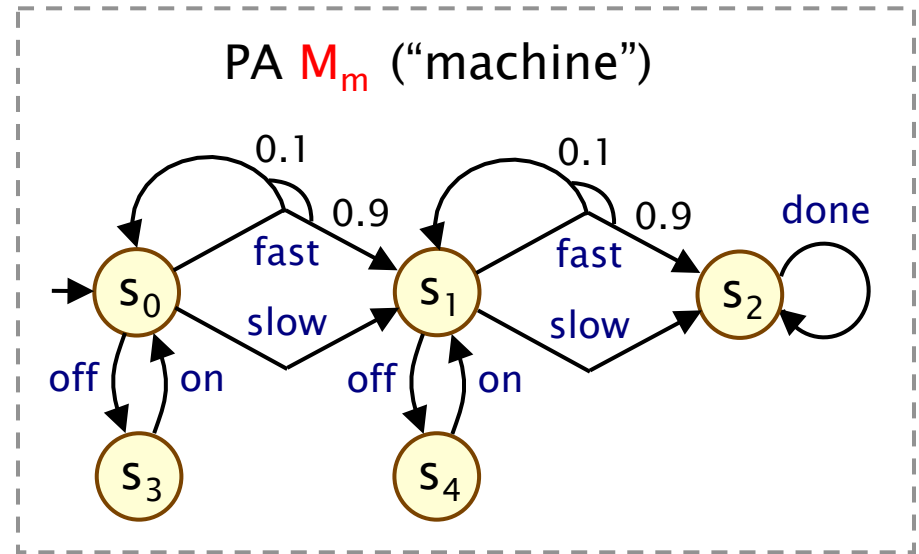 PA Mm (“machine”)
0.1
0.1
0.9
0.9
done
fast
fast
s0
s1
s2
slow
slow
off
on
off
on
s3
s4